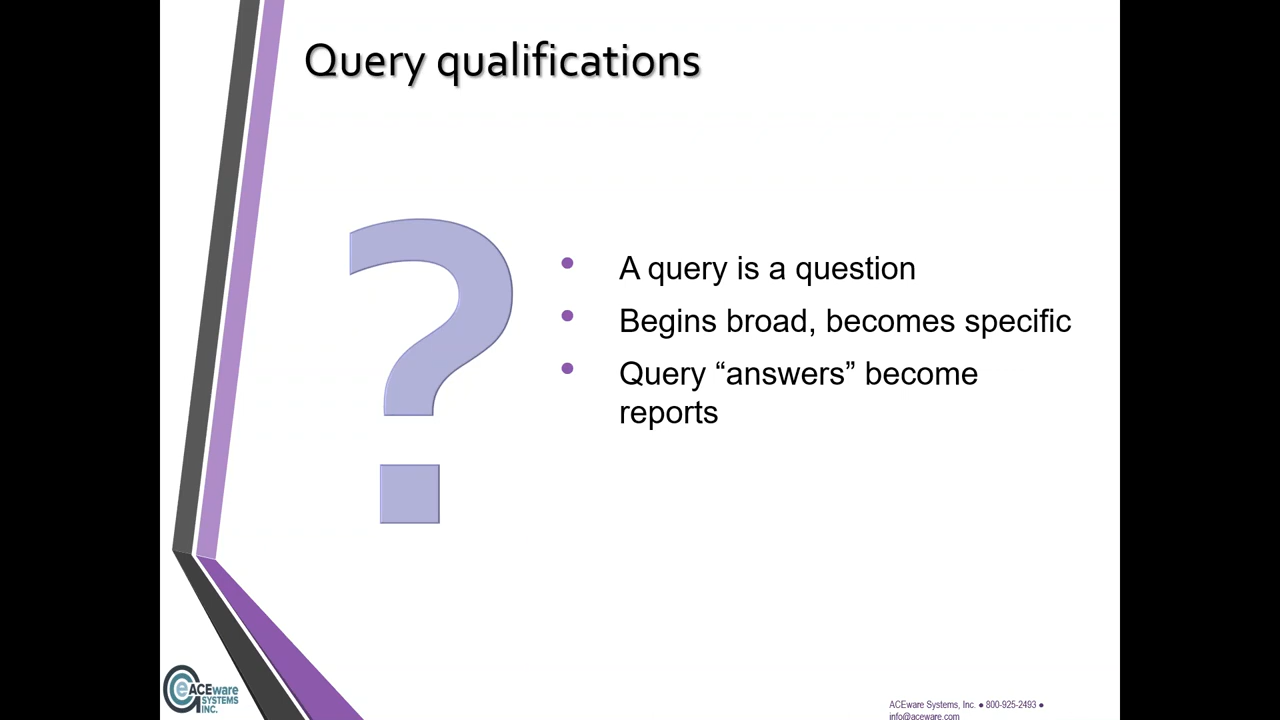 Query qualifications
?
• A query is a question
• Begins broad, becomes specific
• Query “answers” become
reports
ACEware
SYSTEMS
INC.
ACEware Systems, Inc. ● 800-925-2493 ●
info@aceware.com